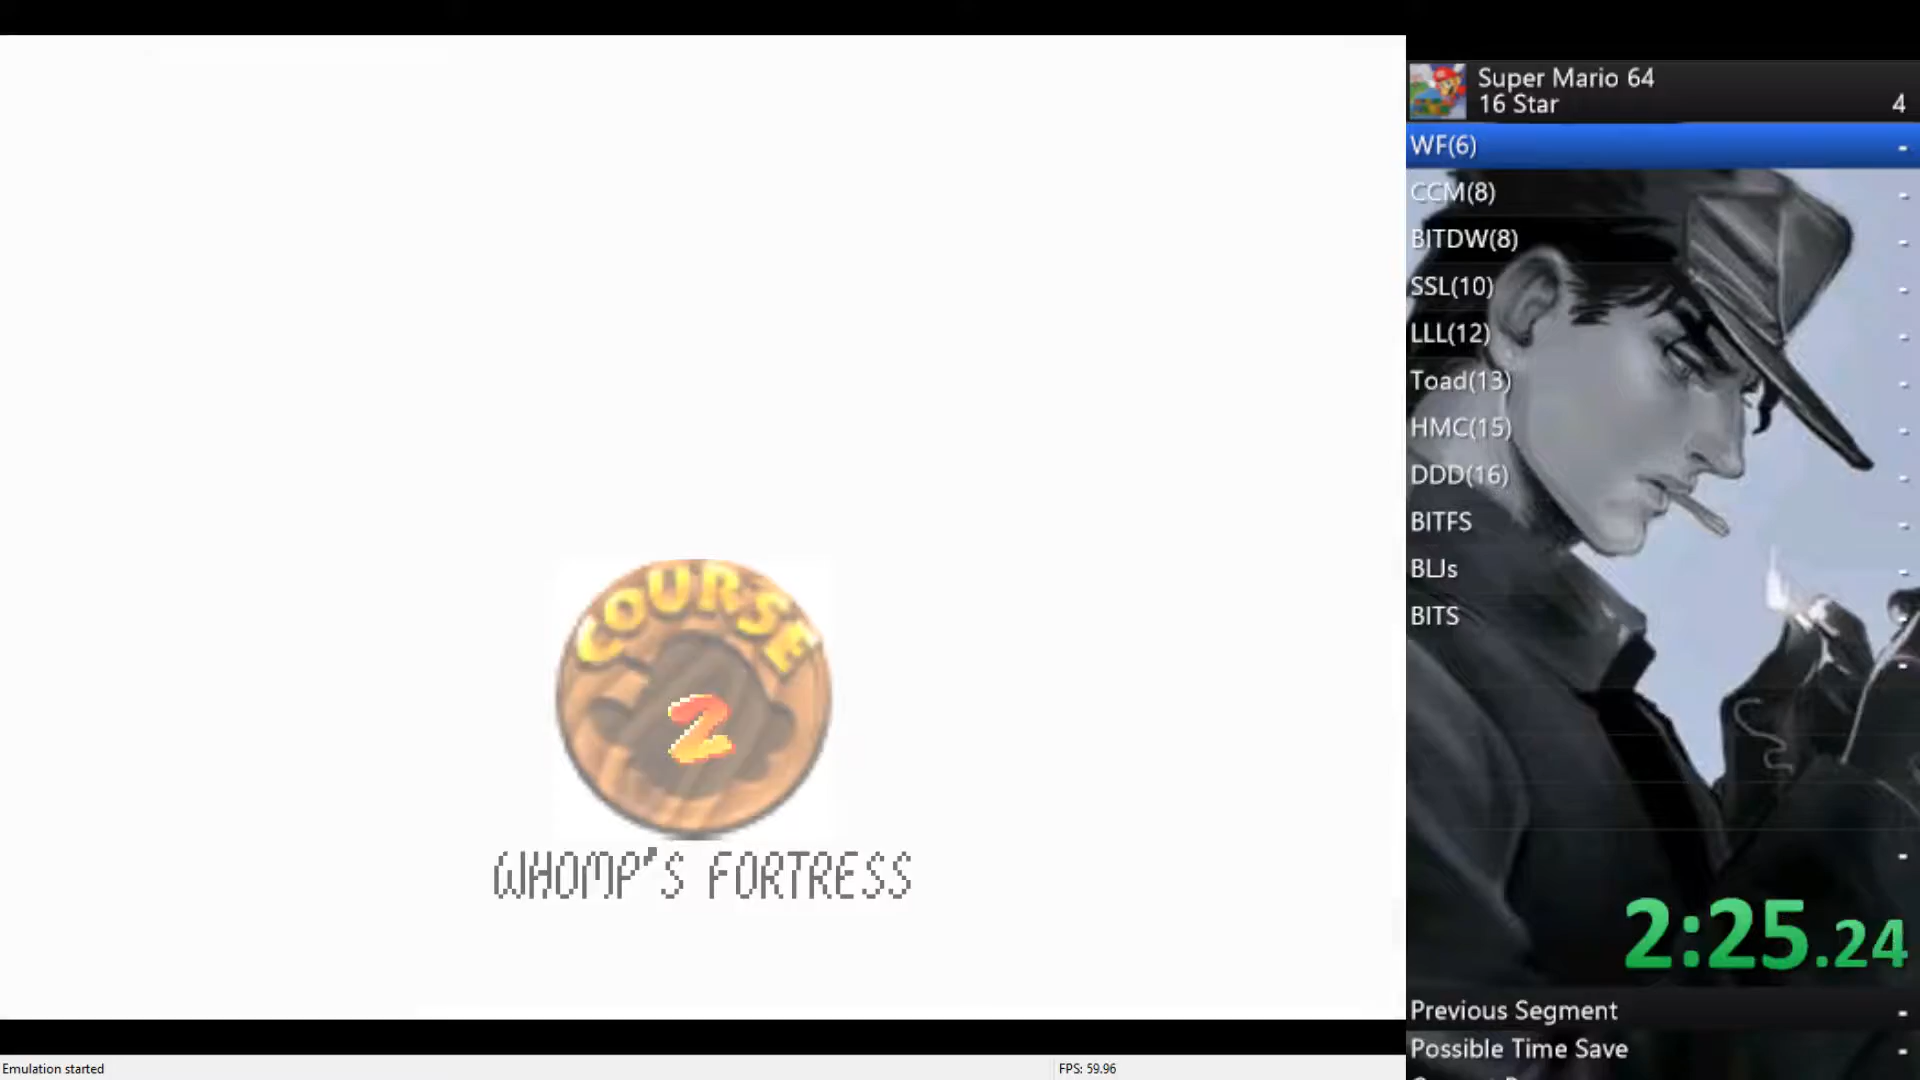 COURSE
2
WHOMP'S FORTRESS
Emulation started
FPS: 59.96
Super Mario 64
16 Star
4
WF(6) -
CCM(8) -
BITDW(8) -
SSL(10) -
LLL(12) -
Toad(13) -
HMC(15) -
DDD(16) -
BITFS -
BLJs -
BITS
-
-
2:25.24
Previous Segment -
Possible Time Save -